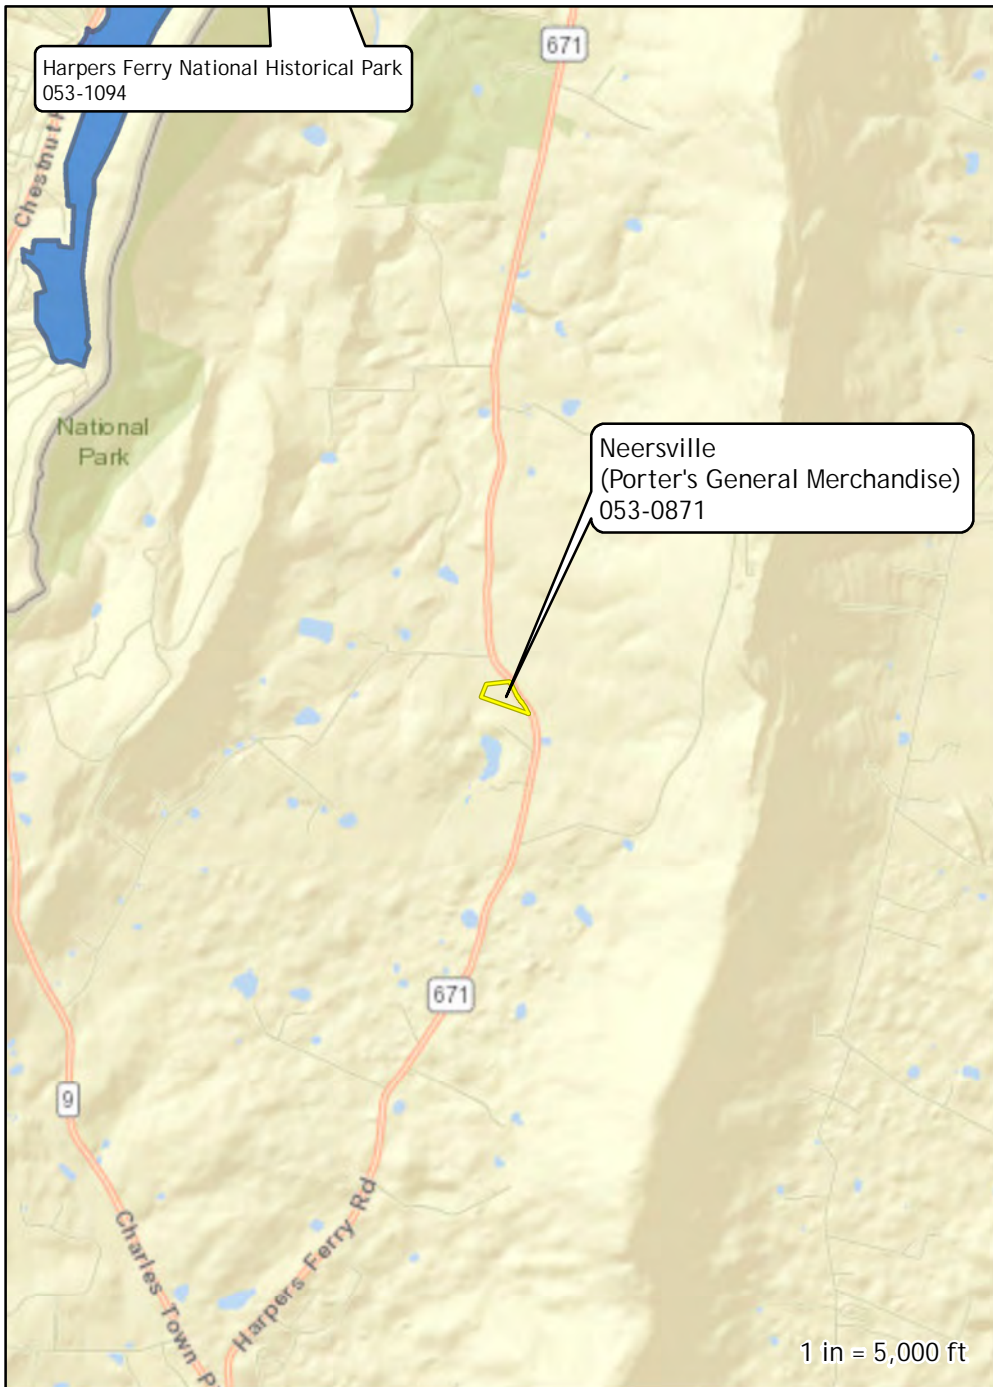 671
Harpers Ferry National Historical Park
053-1094
National
Park
Neersville
(Porter's General Merchandise)
053-0871
671
9
Harpers Ferry Rd
Charles Town
1 in = 5,000 ft